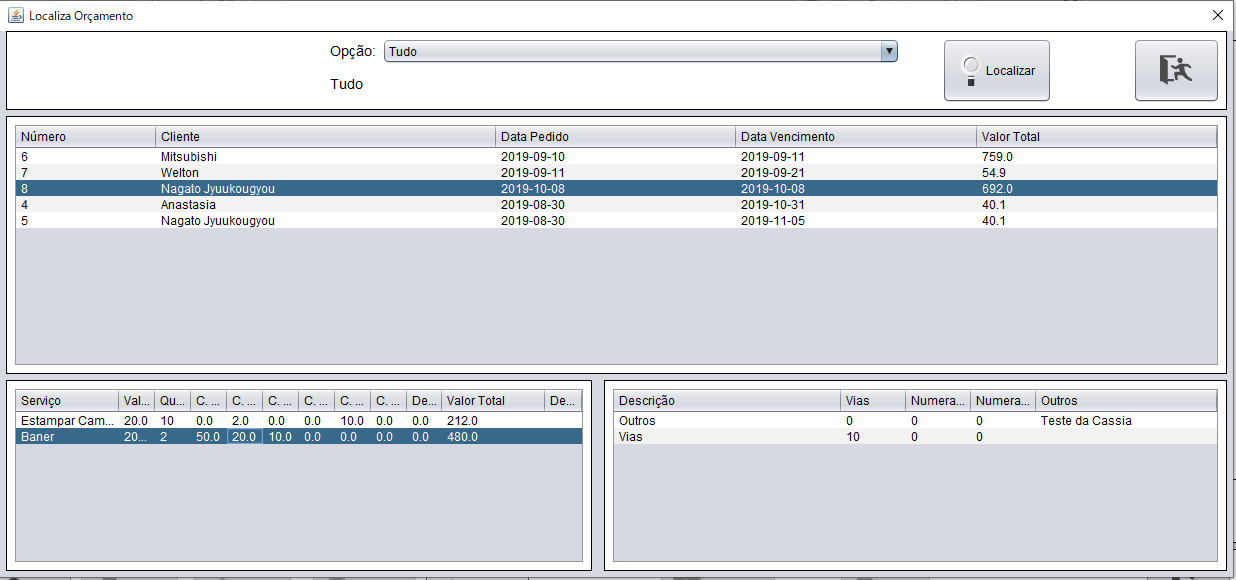 Localiza Orçamento
Opção: Tudo
Localizar
Tudo
Número Cliente Data Pedido Data Vencimento Valor Total
6 Mitsubishi 2019-09-10 2019-09-11 759.0
7 Welton 2019-09-11 2019-09-21 54.9
8 Nagato Jyuukougyou 2019-10-08 2019-10-08 692.0
4 Anastasia 2019-08-30 2019-10-31 40.1
5 Nagato Jyuukougyou 2019-08-30 2019-11-05 40.1
Serviço Val... Qu... C. ... C. ... C. ... C. ... C. ... C. ... De... Valor Total De...
Estampar Cam... 20.0 10 0.0 2.0 0.0 0.0 10.0 0.0 0.0 212.0
Baner 20... 2 50.0 20.0 10.0 0.0 0.0 0.0 0.0 480.0
Descrição Vias Numera... Numera... Outros
Outros 0 0 0 Teste da Cassia
Vias 10 0 0